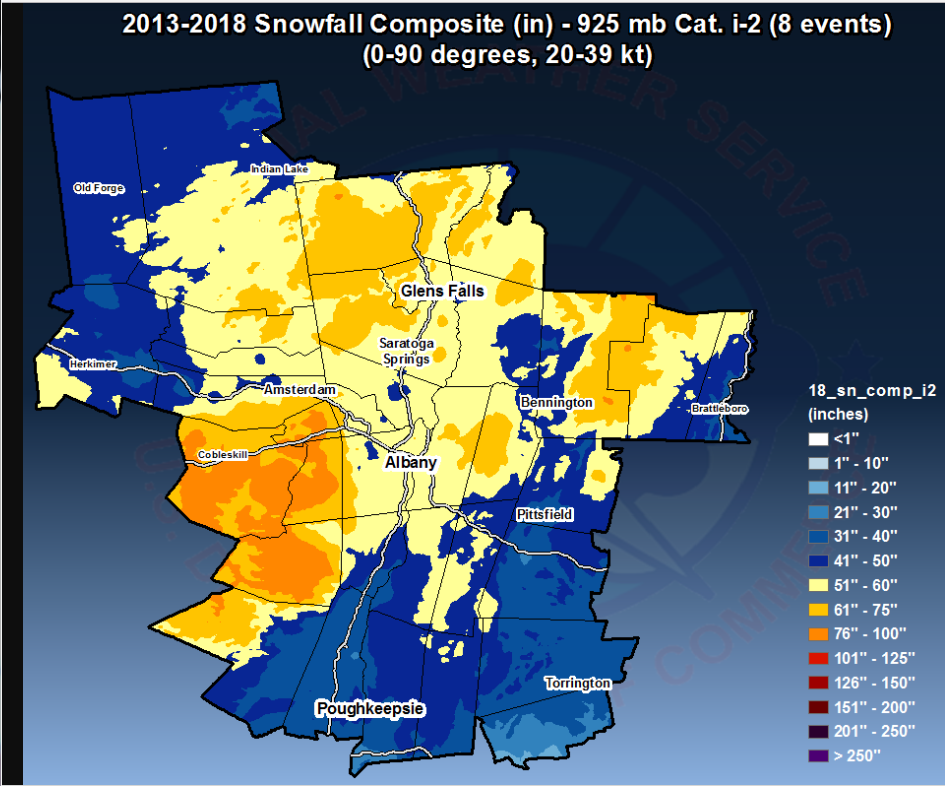 2013-2018 Snowfall Composite (in) - 925 mb Cat. i-2 (8 events)
(0-90 degrees, 20-39 kt)
NATIONAL WEATHER SERVICE
Indian Lake
Old Forge
Glens Falls
Saratoga
Springs
Herkimer
Amsterdam
Bennington
Brattleboro
Cobleskill
Albany
Pittsfield
Torrington
Poughkeepsie
18_sn_comp_i2
(inches)
<1"
1" - 10"
11" - 20"
21" - 30"
31" - 40"
41" - 50"
51" - 60"
61" - 75"
76" - 100"
101" - 125"
126" - 150"
151" - 200"
201" - 250"
> 250"